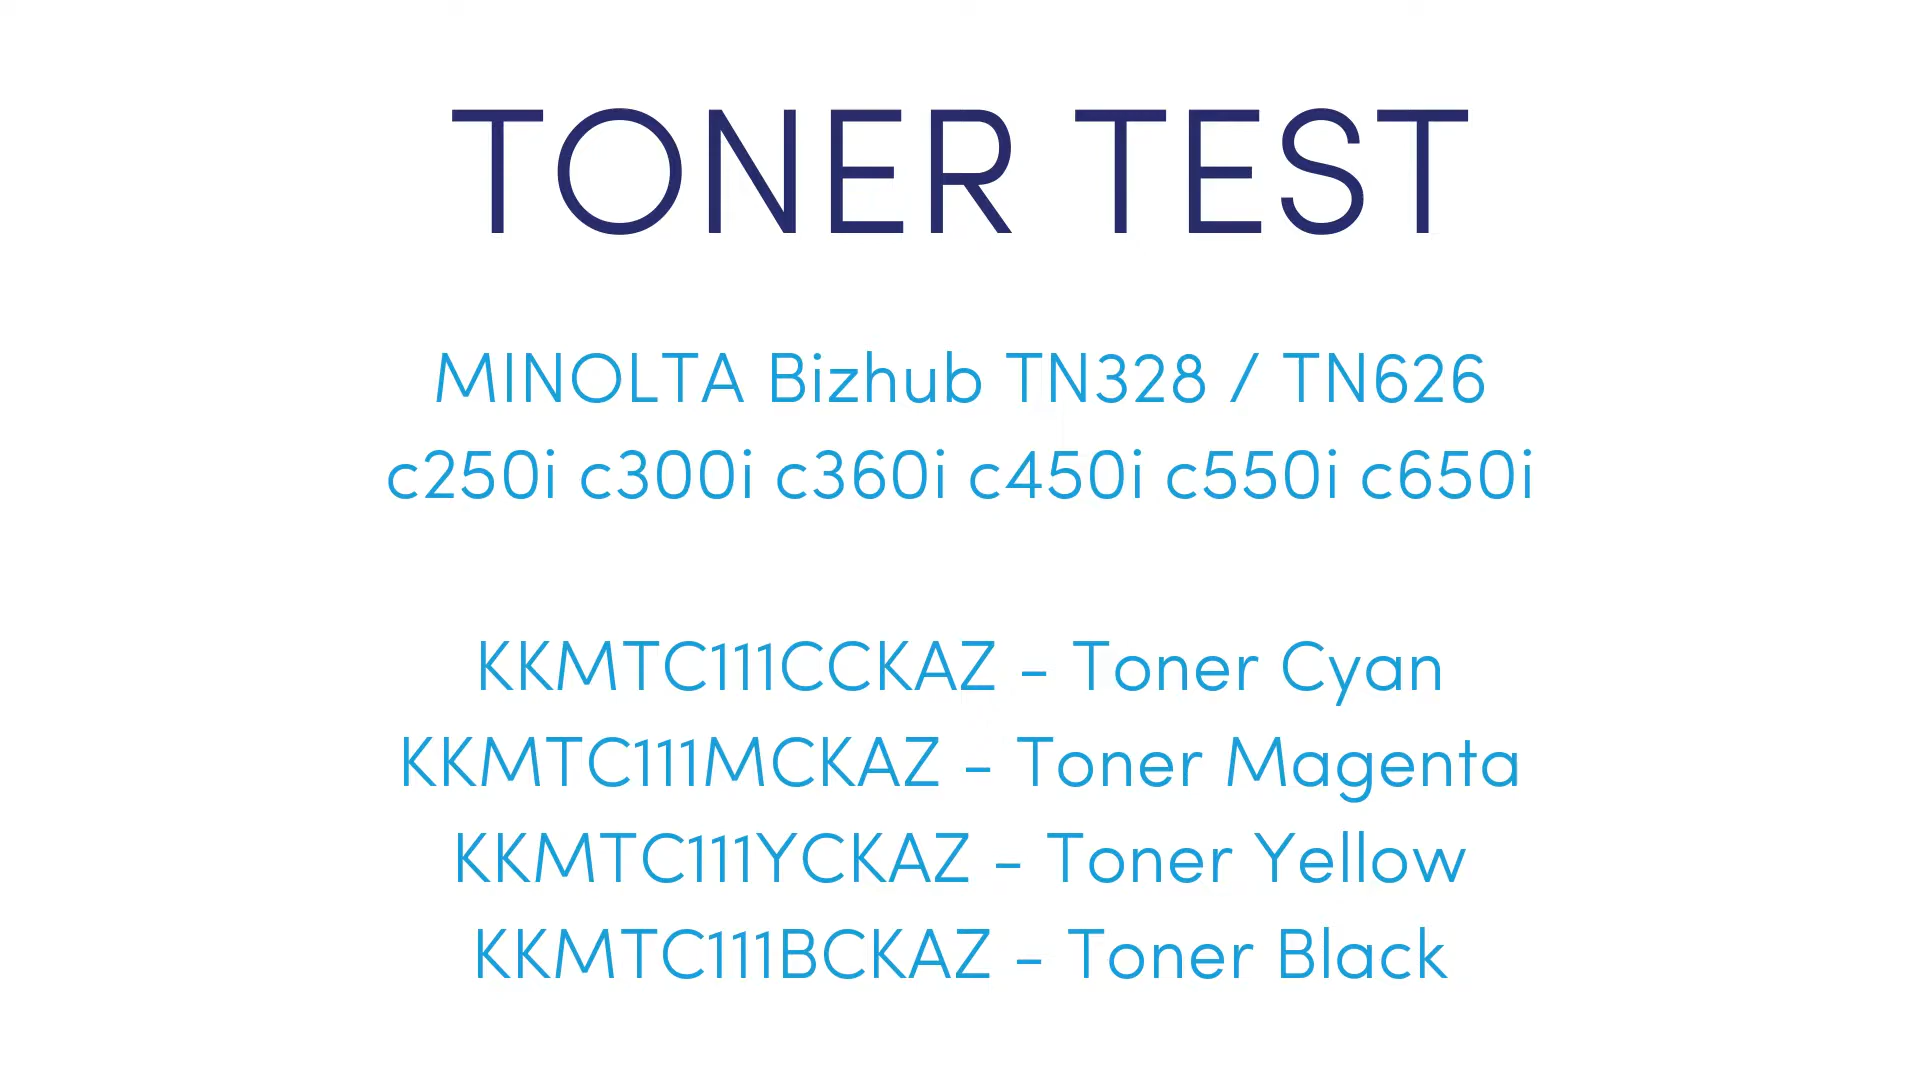 TONER TEST
MINOLTA Bizhub TN328 / TN626
c250i c300i c360i c450i c550i c650i
KKMTC111CCKAZ - Toner Cyan
KKMTC111MCKAZ - Toner Magenta
KKMTC111YCKAZ - Toner Yellow
KKMTC111BCKAZ - Toner Black